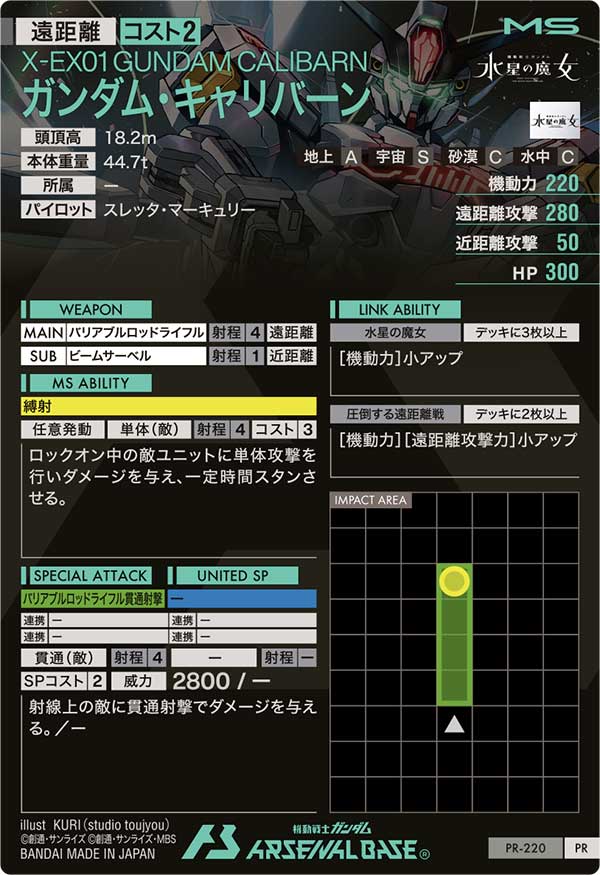 遠距離 コスト2
MS
X-EX01 GUNDAM CALIBARN
ガンダム・キャリバーン
機動戦士ガンダム
水星の魔女
水星の魔女
頭頂高 18.2m
本体重量 44.7t
所属 ―
パイロット スレッタ・マーキュリー
地上 A 宇宙 S 砂漠 C 水中 C
機動力 220
遠距離攻撃 280
近距離攻撃 50
HP 300
WEAPON
MAIN バリアブルロッドライフル 射程 4 遠距離
SUB ビームサーベル 射程 1 近距離
MS ABILITY
縛射
任意発動 単体(敵) 射程 4 コスト 3
ロックオン中の敵ユニットに単体攻撃を
行いダメージを与え、一定時間スタンさ
せる。
LINK ABILITY
水星の魔女 デッキに3枚以上
[機動力]小アップ
圧倒する遠距離戦 デッキに2枚以上
[機動力][遠距離攻撃力]小アップ
IMPACT AREA
SPECIAL ATTACK UNITED SP
バリアブルロッドライフル貫通射撃 ―
連携 ― 連携 ―
連携 ― 連携 ―
貫通(敵) 射程 4 ― 射程 ―
SPコスト 2 威力 2800 / ―
射線上の敵に貫通射撃でダメージを与え
る。/―
illust KURI (studio toujyou)
©創通・サンライズ ©創通・サンライズ・MBS
BANDAI MADE IN JAPAN
機動戦士ガンダム
AB ARSENAL BASE ®
PR-220 PR